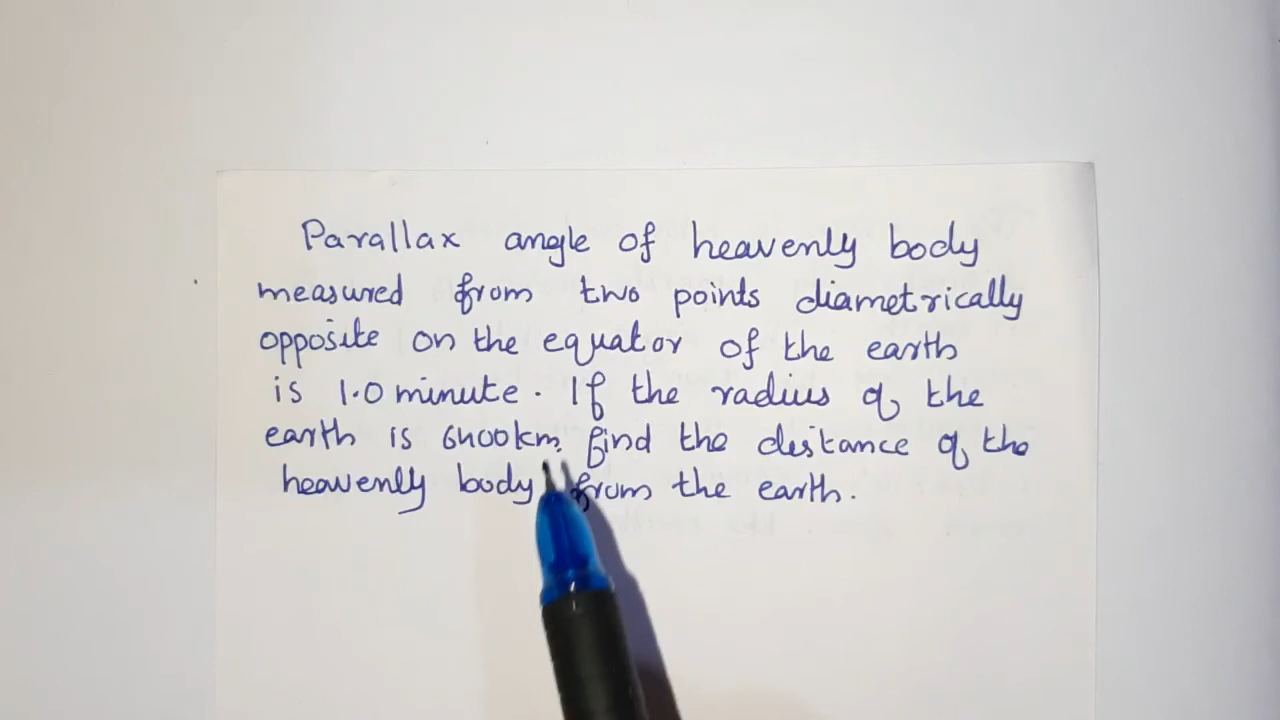 Parallax angle of heavenly body
measured from two points diametrically
opposite on the equator of the earth
is 1.0 minute. If the radius of the
earth is 6400km. find the distance of the
heavenly body from the earth.